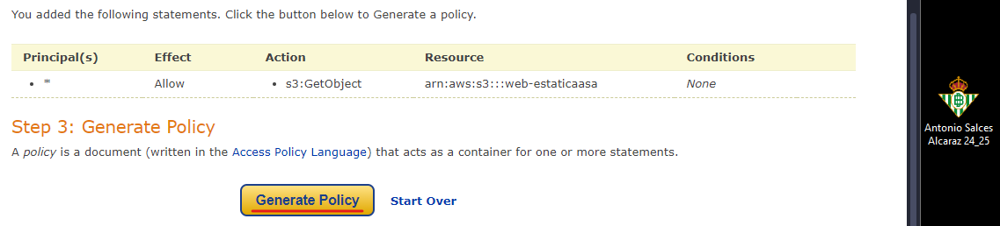 You added the following statements. Click the button below to Generate a policy.
Principal(s) Effect Action Resource Conditions
• * Allow • s3:GetObject arn:aws:s3:::web-estaticaasa None
Step 3: Generate Policy
A policy is a document (written in the Access Policy Language) that acts as a container for one or more statements.
Generate Policy Start Over
Antonio Salces
Alcaraz 24_25